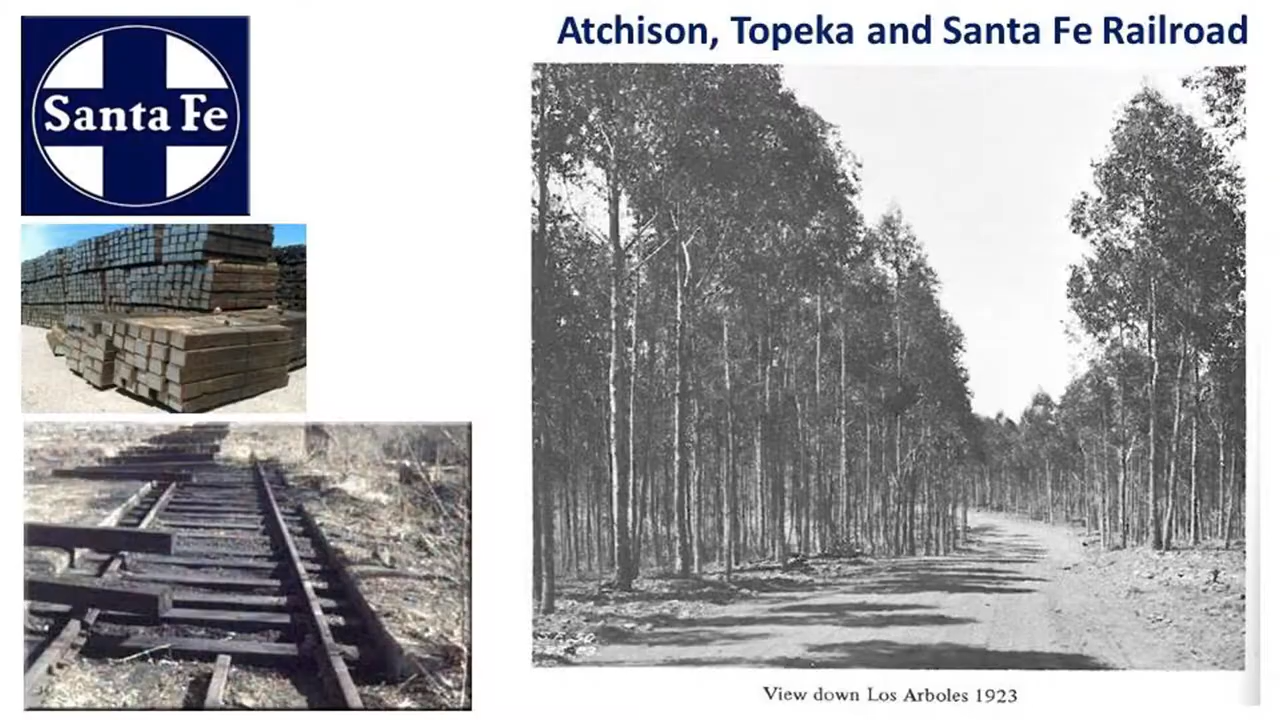 Atchison, Topeka and Santa Fe Railroad
Santa Fe
View down Los Arboles 1923